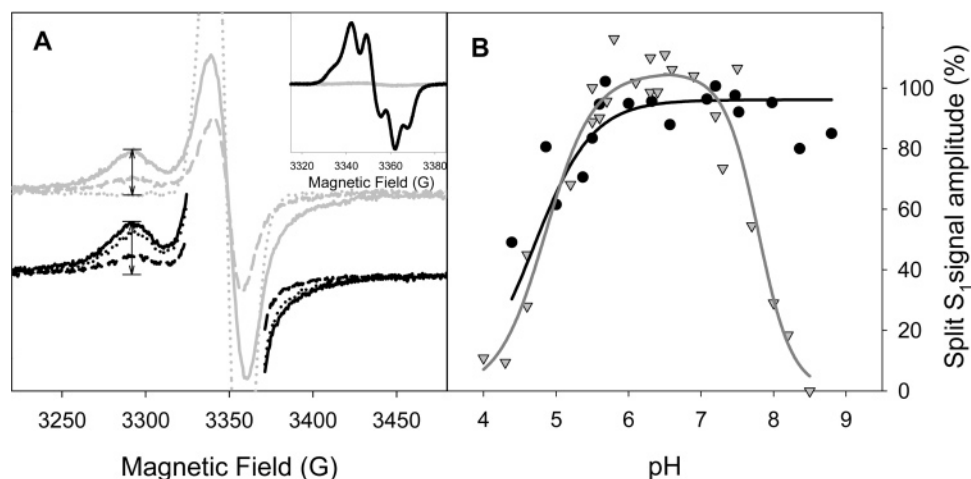 A
3320 3340 3360 3380
Magnetic Field (G)
3250 3300 3350 3400 3450
Magnetic Field (G)
B
100
80
60
40
20
0
4 5 6 7 8 9
pH
Split S₁ signal amplitude (%)